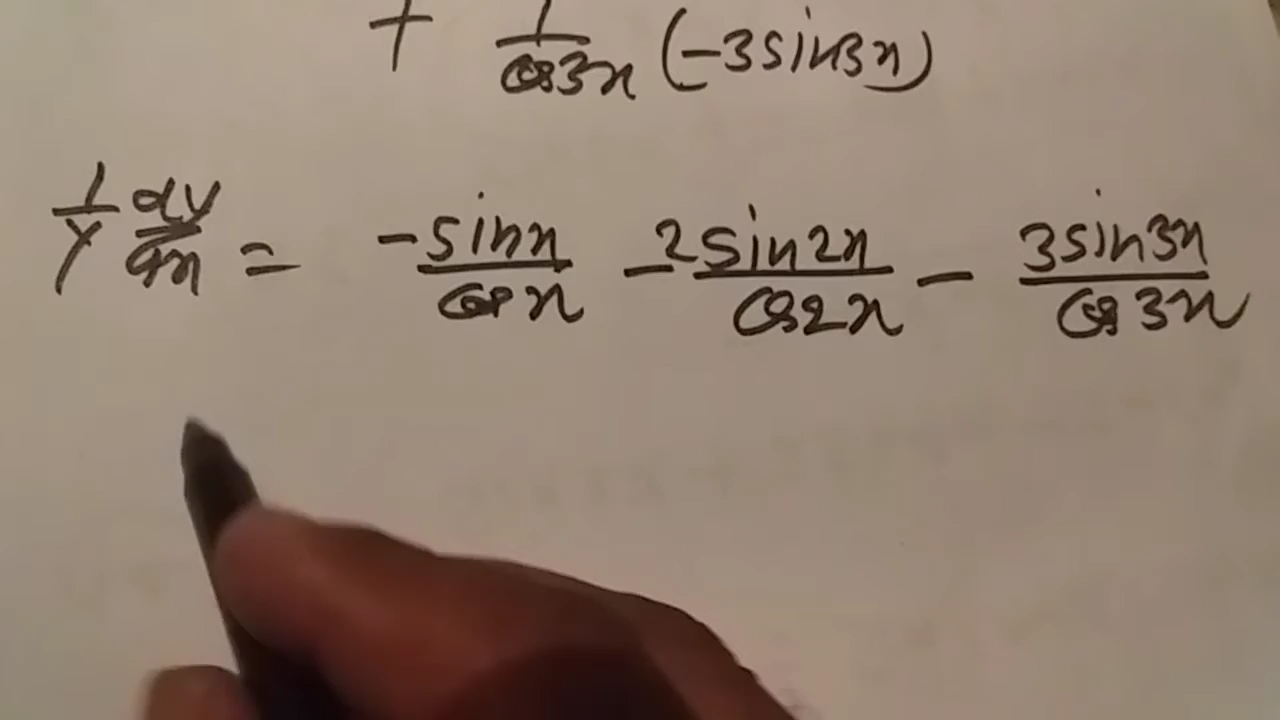 + 1/cos3x (-3sin3x)
1/y dy/dx = -sinx/cosx - 2sin2x/cos2x - 3sin3x/cos3x